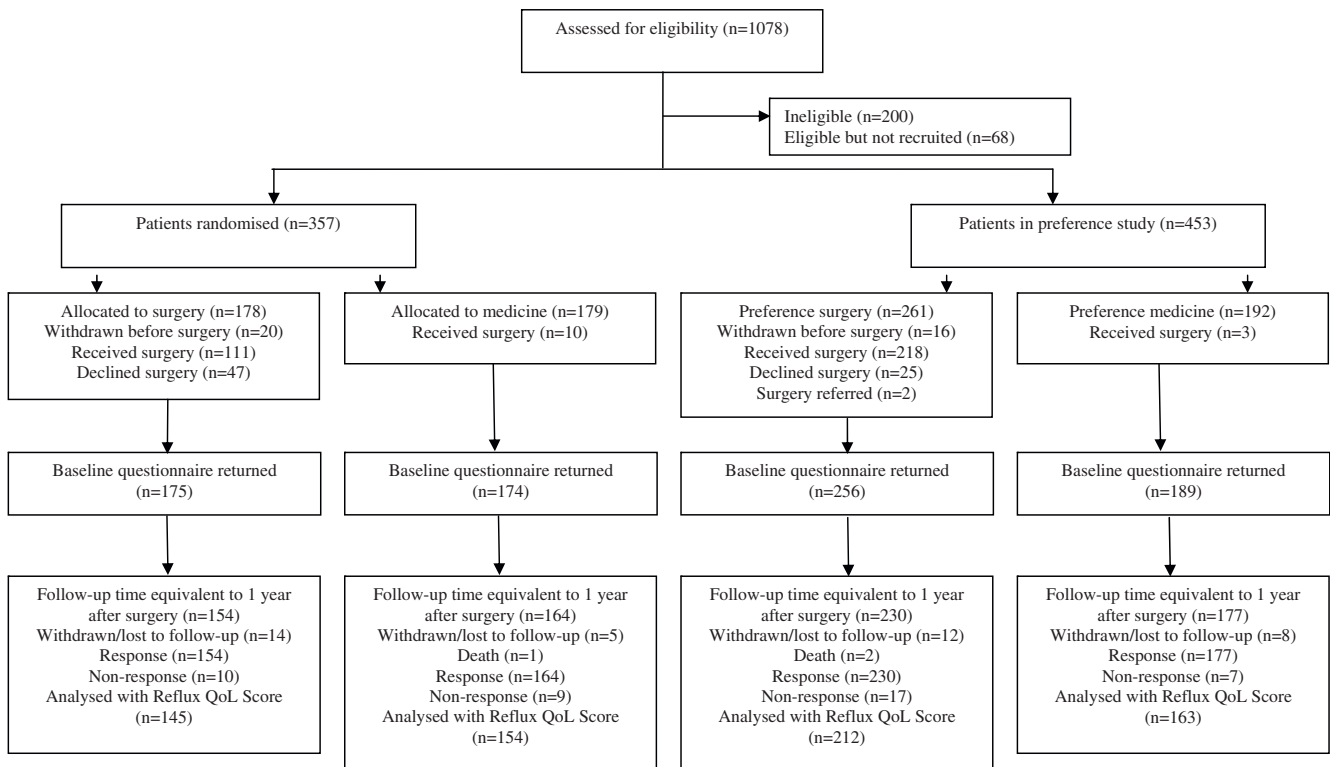 Assessed for eligibility (n=1078)
Ineligible (n=200)
Eligible but not recruited (n=68)
Patients randomised (n=357)
Patients in preference study (n=453)
Allocated to surgery (n=178)
Withdrawn before surgery (n=20)
Received surgery (n=111)
Declined surgery (n=47)
Allocated to medicine (n=179)
Received surgery (n=10)
Preference surgery (n=261)
Withdrawn before surgery (n=16)
Received surgery (n=218)
Declined surgery (n=25)
Surgery referred (n=2)
Preference medicine (n=192)
Received surgery (n=3)
Baseline questionnaire returned
(n=175)
Baseline questionnaire returned
(n=174)
Baseline questionnaire returned
(n=256)
Baseline questionnaire returned
(n=189)
Follow-up time equivalent to 1 year
after surgery (n=154)
Withdrawn/lost to follow-up (n=14)
Response (n=154)
Non-response (n=10)
Analysed with Reflux QoL Score
(n=145)
Follow-up time equivalent to 1 year
after surgery (n=164)
Withdrawn/lost to follow-up (n=5)
Death (n=1)
Response (n=164)
Non-response (n=9)
Analysed with Reflux QoL Score
(n=154)
Follow-up time equivalent to 1 year
after surgery (n=230)
Withdrawn/lost to follow-up (n=12)
Death (n=2)
Response (n=230)
Non-response (n=17)
Analysed with Reflux QoL Score
(n=212)
Follow-up time equivalent to 1 year
after surgery (n=177)
Withdrawn/lost to follow-up (n=8)
Response (n=177)
Non-response (n=7)
Analysed with Reflux QoL Score
(n=163)